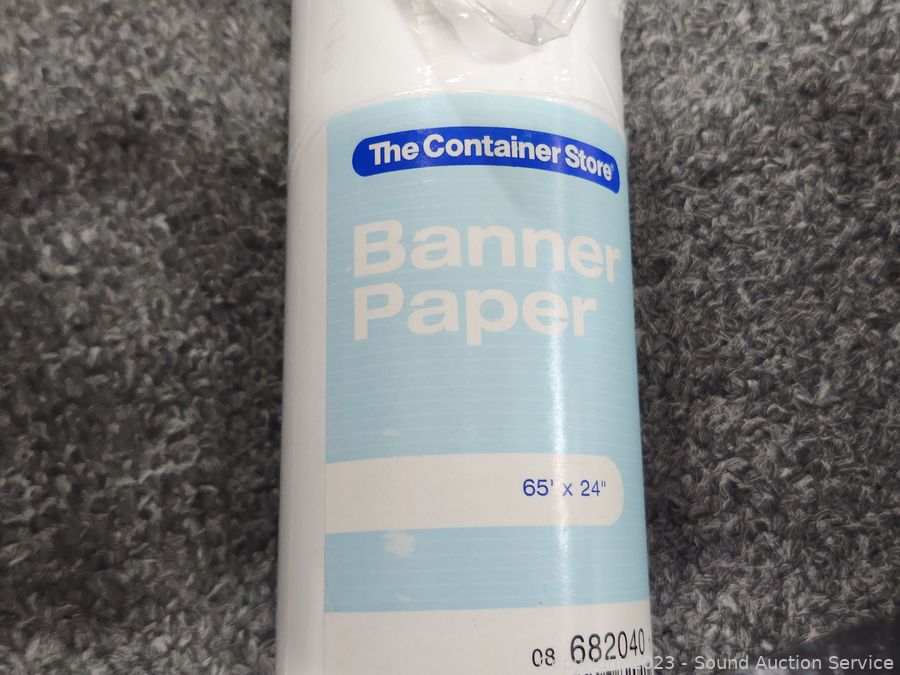 The Container Store®
Banner
Paper
65' x 24"
08 682040
2023 - Sound Auction Service